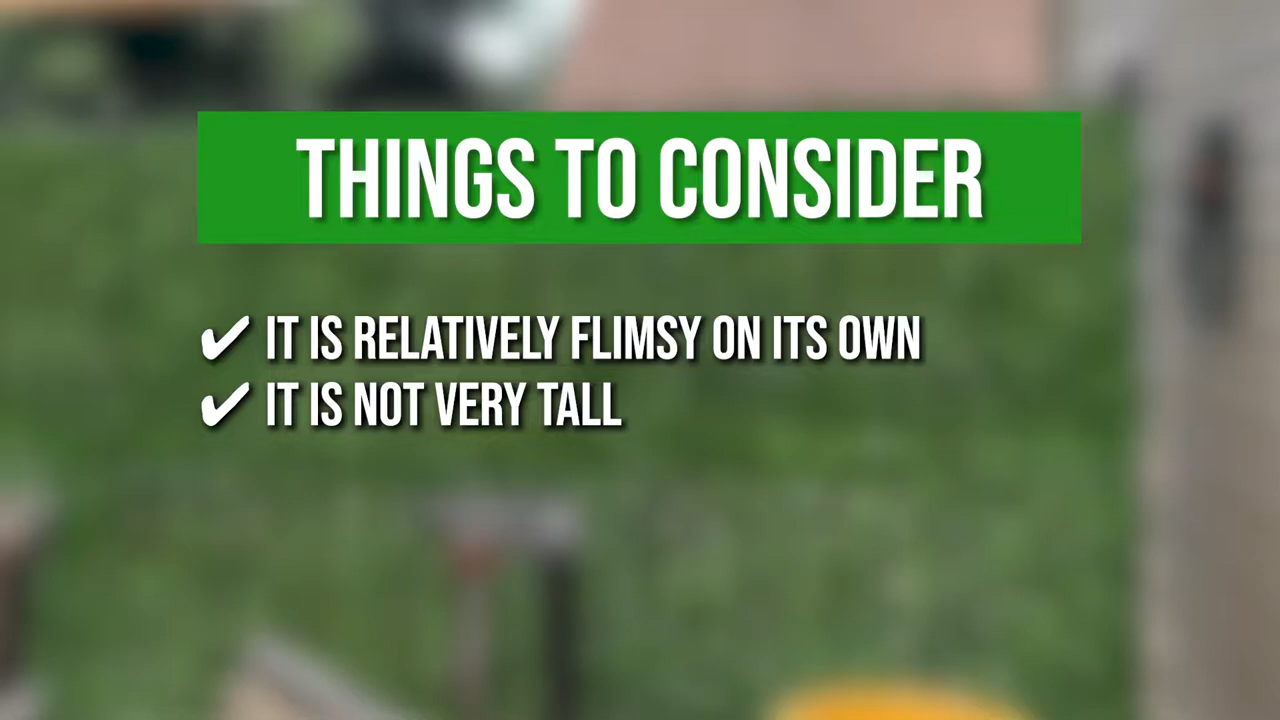 THINGS TO CONSIDER
✔ IT IS RELATIVELY FLIMSY ON ITS OWN
✔ IT IS NOT VERY TALL